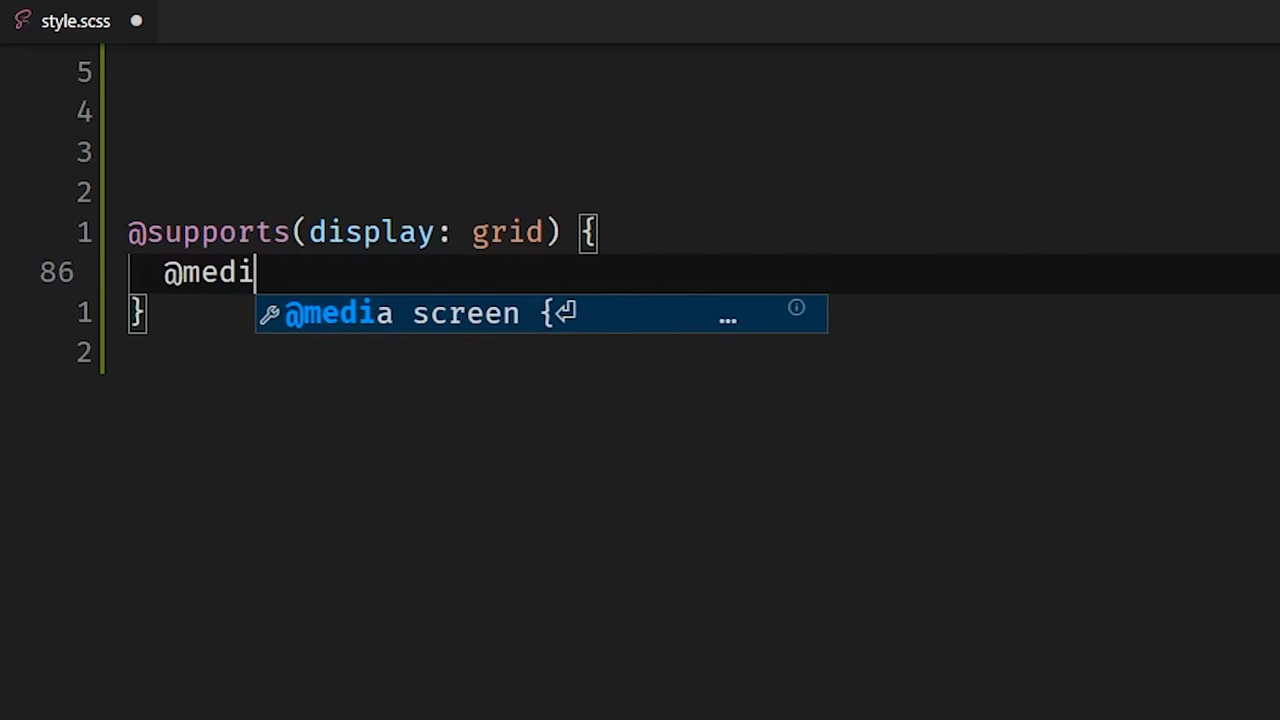 style.scss
5
4
3
2
1 @supports(display: grid) {
86 @medi
@media screen {⏎ …
1 }
2